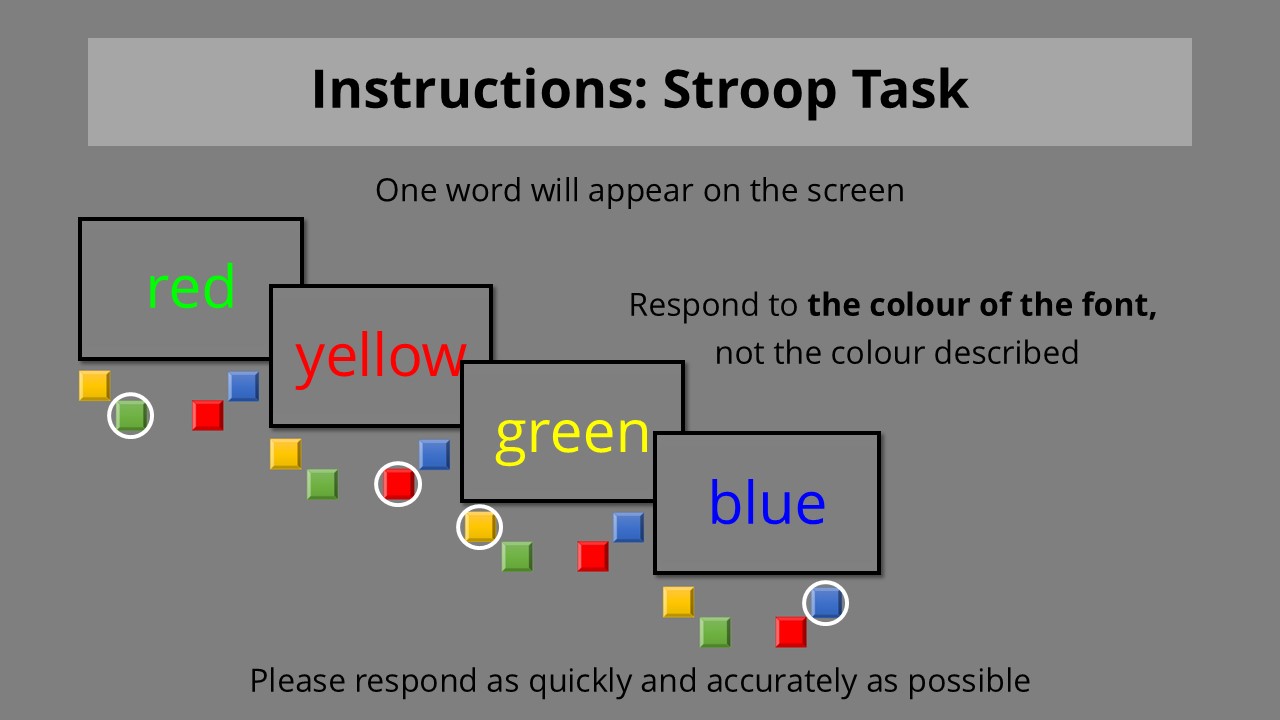 Instructions: Stroop Task
One word will appear on the screen
red
yellow
green
blue
Respond to the colour of the font,
not the colour described
Please respond as quickly and accurately as possible